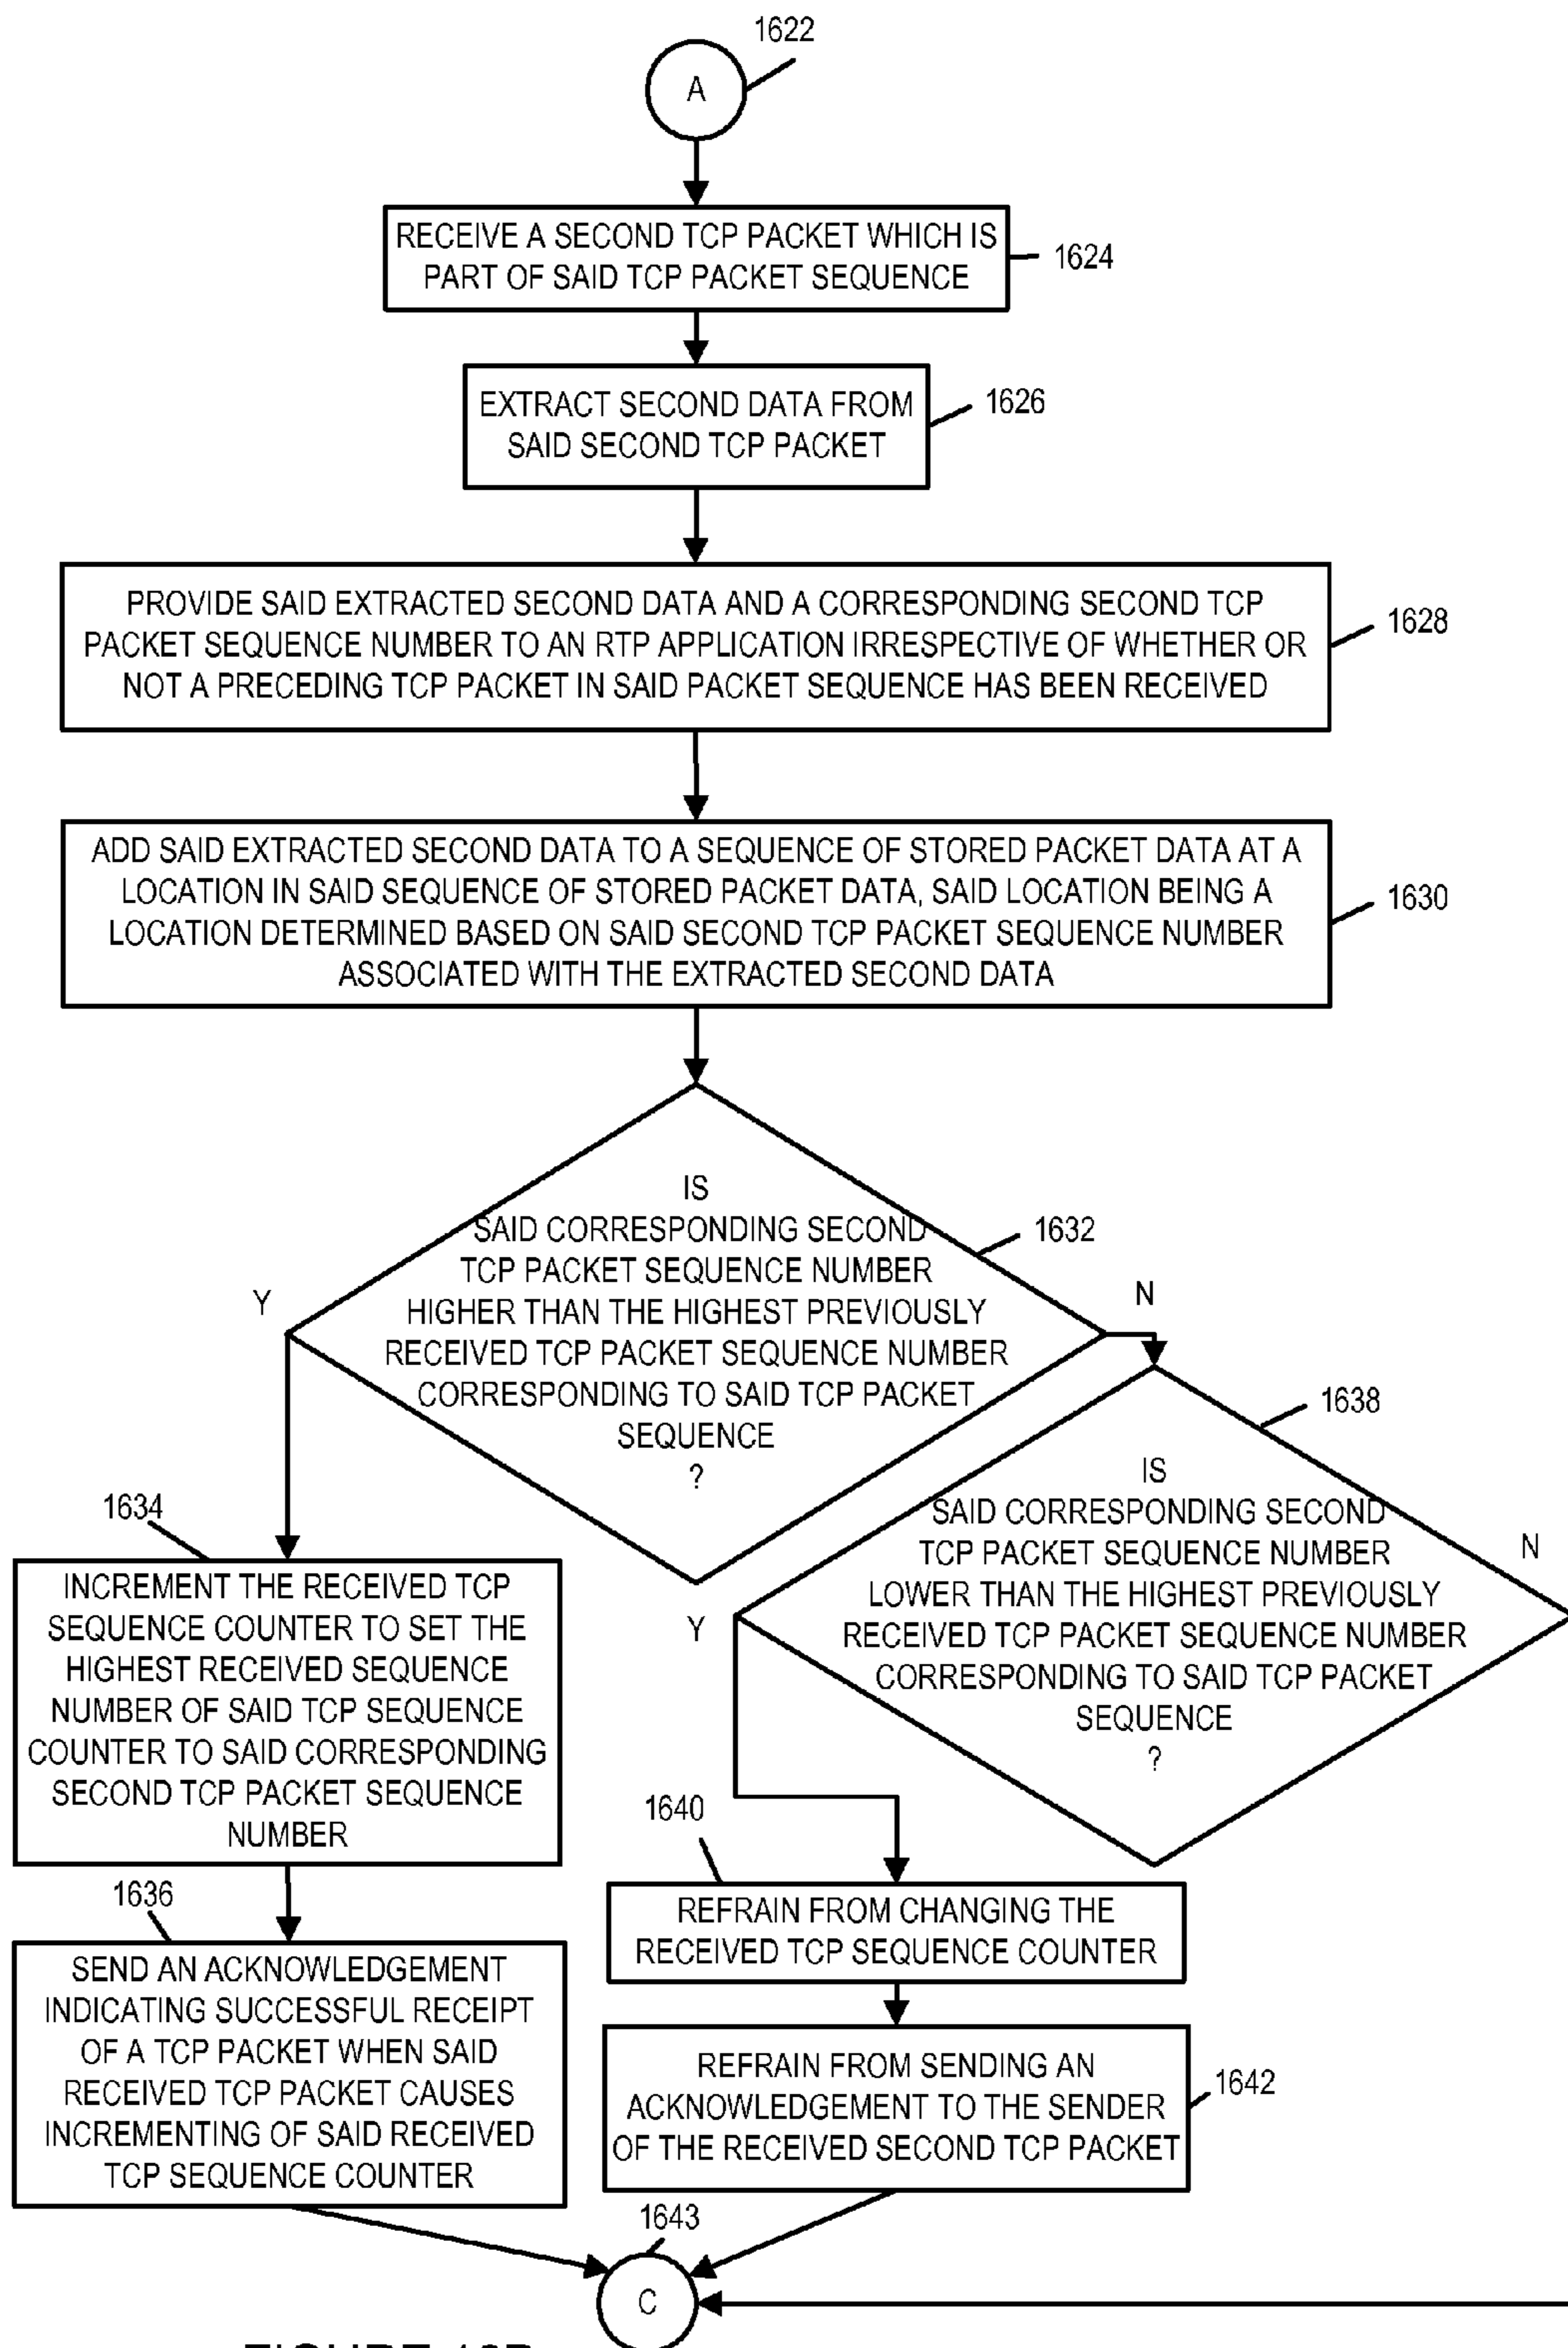 1622
A
RECEIVE A SECOND TCP PACKET WHICH IS
PART OF SAID TCP PACKET SEQUENCE
1624
EXTRACT SECOND DATA FROM
SAID SECOND TCP PACKET
1626
PROVIDE SAID EXTRACTED SECOND DATA AND A CORRESPONDING SECOND TCP
PACKET SEQUENCE NUMBER TO AN RTP APPLICATION IRRESPECTIVE OF WHETHER OR
NOT A PRECEDING TCP PACKET IN SAID PACKET SEQUENCE HAS BEEN RECEIVED
1628
ADD SAID EXTRACTED SECOND DATA TO A SEQUENCE OF STORED PACKET DATA AT A
LOCATION IN SAID SEQUENCE OF STORED PACKET DATA, SAID LOCATION BEING A
LOCATION DETERMINED BASED ON SAID SECOND TCP PACKET SEQUENCE NUMBER
ASSOCIATED WITH THE EXTRACTED SECOND DATA
1630
IS
SAID CORRESPONDING SECOND
TCP PACKET SEQUENCE NUMBER
HIGHER THAN THE HIGHEST PREVIOUSLY
RECEIVED TCP PACKET SEQUENCE NUMBER
CORRESPONDING TO SAID TCP PACKET
SEQUENCE
?
1632
Y
N
1638
IS
SAID CORRESPONDING SECOND
TCP PACKET SEQUENCE NUMBER
LOWER THAN THE HIGHEST PREVIOUSLY
RECEIVED TCP PACKET SEQUENCE NUMBER
CORRESPONDING TO SAID TCP PACKET
SEQUENCE
?
N
Y
1634
INCREMENT THE RECEIVED TCP
SEQUENCE COUNTER TO SET THE
HIGHEST RECEIVED SEQUENCE
NUMBER OF SAID TCP SEQUENCE
COUNTER TO SAID CORRESPONDING
SECOND TCP PACKET SEQUENCE
NUMBER
1636
SEND AN ACKNOWLEDGEMENT
INDICATING SUCCESSFUL RECEIPT
OF A TCP PACKET WHEN SAID
RECEIVED TCP PACKET CAUSES
INCREMENTING OF SAID RECEIVED
TCP SEQUENCE COUNTER
1640
REFRAIN FROM CHANGING THE
RECEIVED TCP SEQUENCE COUNTER
REFRAIN FROM SENDING AN
ACKNOWLEDGEMENT TO THE SENDER
OF THE RECEIVED SECOND TCP PACKET
1642
1643
C